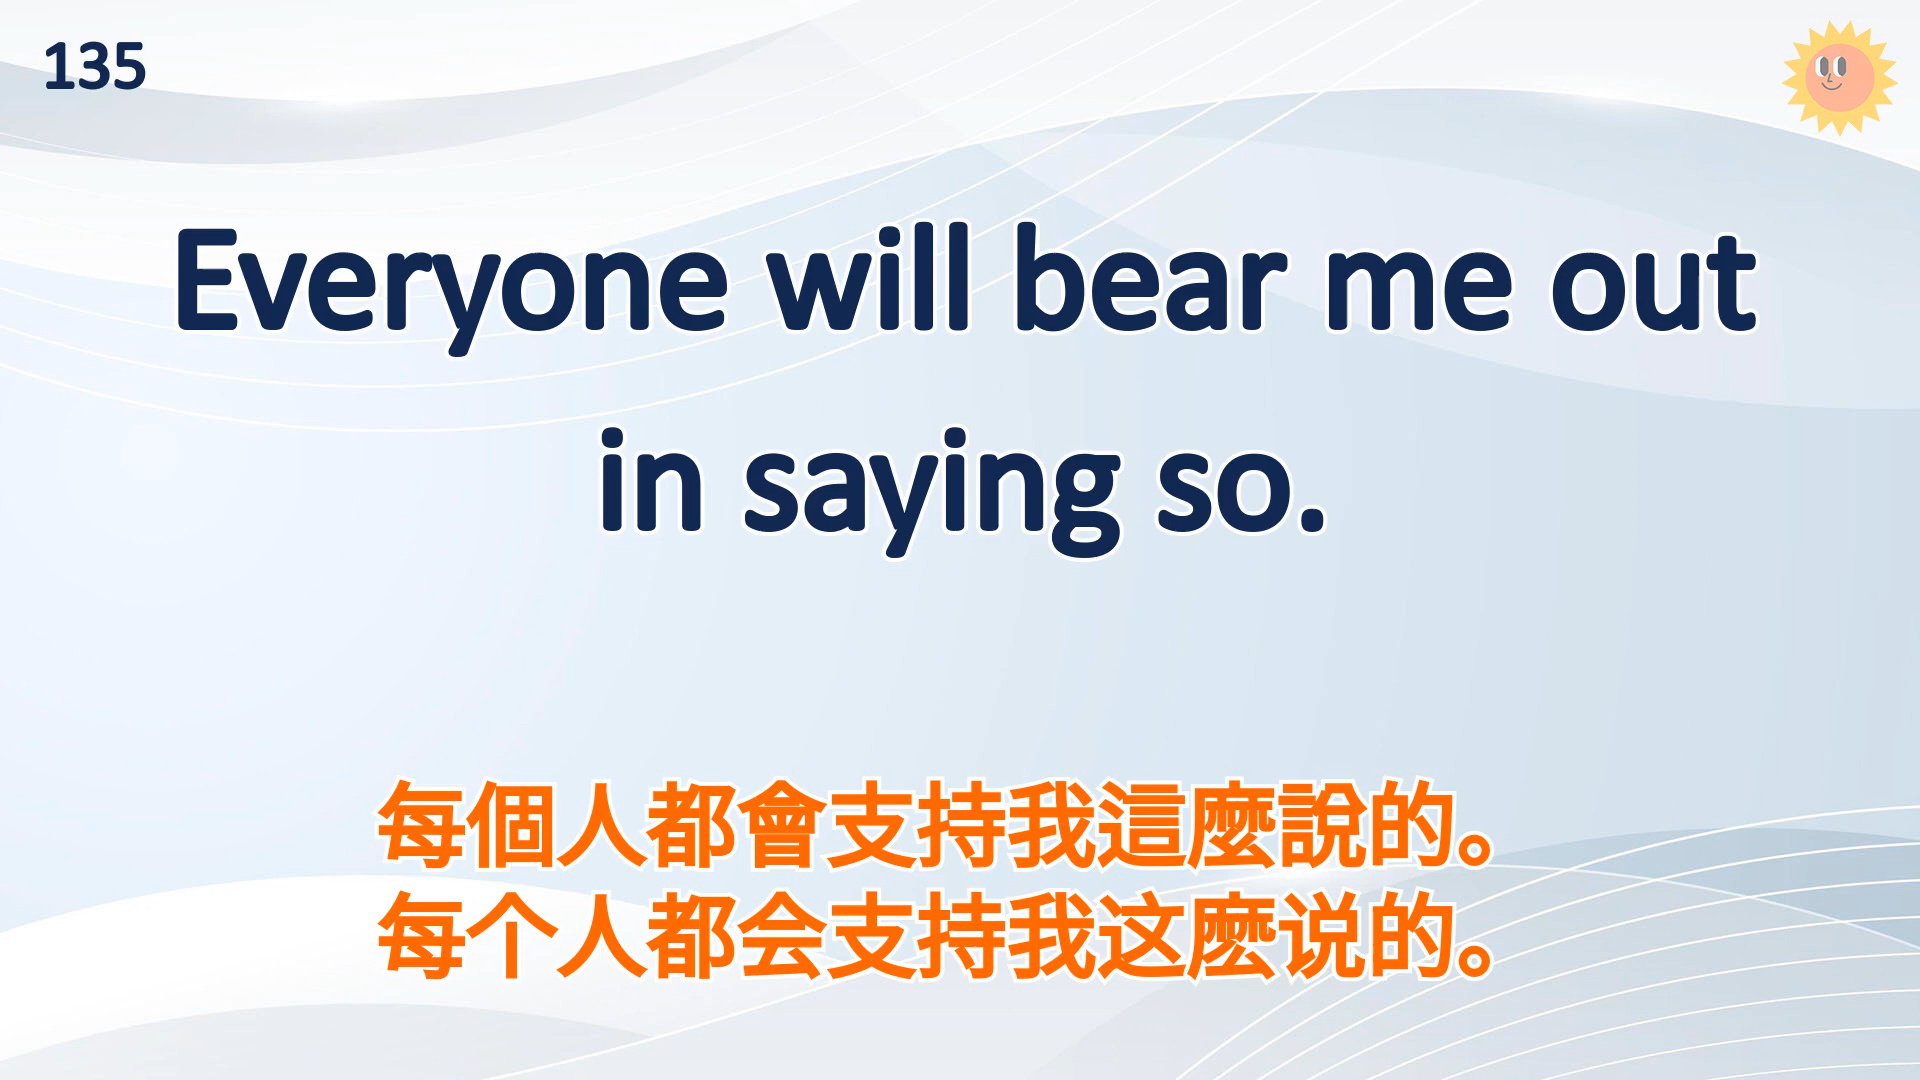 135
Everyone will bear me out
in saying so.
每個人都會支持我這麼說的。
每个人都会支持我这麽说的。